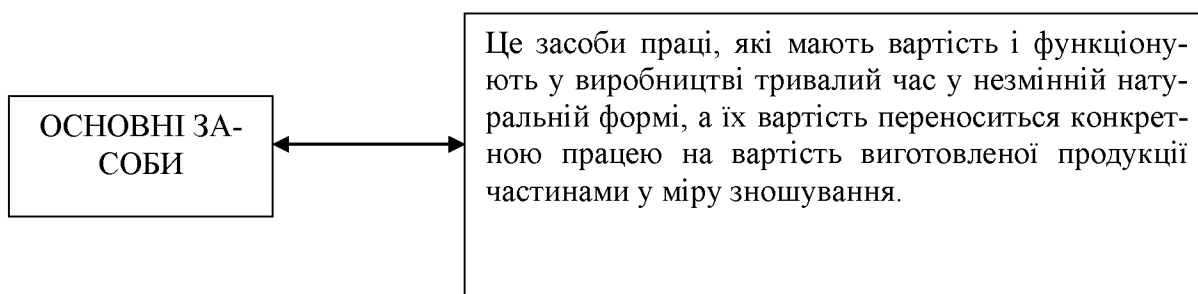 ОСНОВНІ ЗА-
СОБИ
Це засоби праці, які мають вартість і функціону-
ють у виробництві тривалий час у незмінній нату-
ральній формі, а їх вартість переноситься конкрет-
ною працею на вартість виготовленої продукції
частинами у міру зношування.